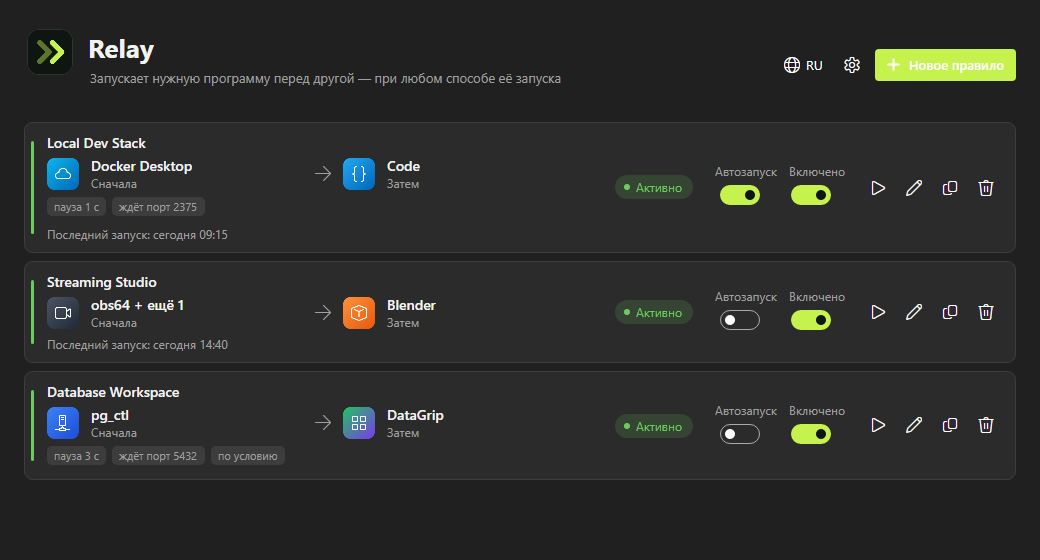 Relay
Запускает нужную программу перед другой — при любом способе её запуска
RU
Новое правило
Local Dev Stack
Docker Desktop
Сначала
Code
Затем
пауза 1 с
ждёт порт 2375
Последний запуск: сегодня 09:15
Активно
Автозапуск
Включено
Streaming Studio
obs64 + ещё 1
Сначала
Blender
Затем
Последний запуск: сегодня 14:40
Активно
Автозапуск
Включено
Database Workspace
pg_ctl
Сначала
DataGrip
Затем
пауза 3 с
ждёт порт 5432
по условию
Активно
Автозапуск
Включено